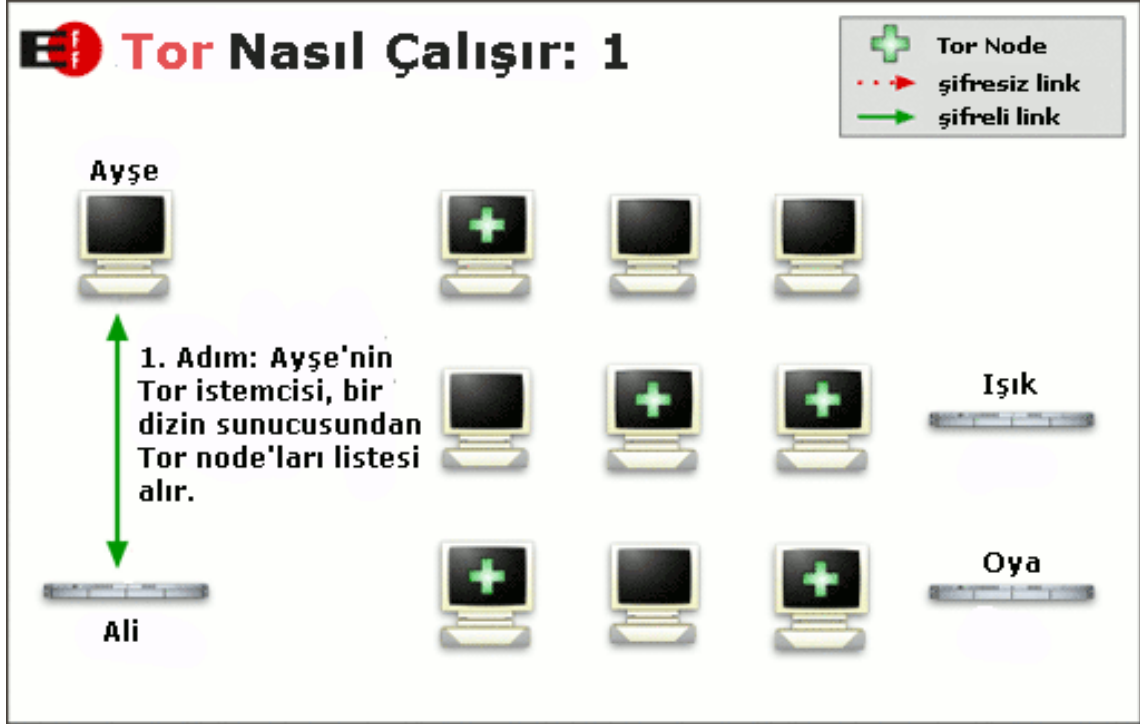 EFF Tor Nasıl Çalışır: 1
Tor Node
şifresiz link
şifreli link
Ayşe
1. Adım: Ayşe'nin
Tor istemcisi, bir
dizin sunucusundan
Tor node'ları listesi
alır.
Işık
Oya
Ali